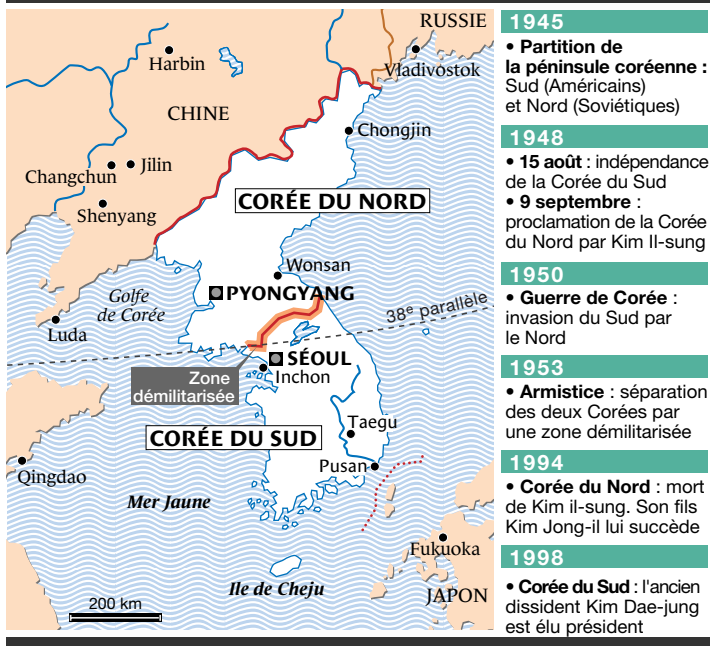 RUSSIE
Harbin
Vladivostok
CHINE
Chongjin
Changchun
Jilin
Shenyang
CORÉE DU NORD
Wonsan
Golfe
de Corée
PYONGYANG
38e parallèle
Luda
SÉOUL
Zone
démilitarisée
Inchon
CORÉE DU SUD
Taegu
Pusan
Qingdao
Mer Jaune
Fukuoka
Ile de Cheju
JAPON
200 km
1945
• Partition de
la péninsule coréenne :
Sud (Américains)
et Nord (Soviétiques)
1948
• 15 août : indépendance
de la Corée du Sud
• 9 septembre :
proclamation de la Corée
du Nord par Kim Il-sung
1950
• Guerre de Corée :
invasion du Sud par
le Nord
1953
• Armistice : séparation
des deux Corées par
une zone démilitarisée
1994
• Corée du Nord : mort
de Kim il-sung. Son fils
Kim Jong-il lui succède
1998
• Corée du Sud : l'ancien
dissident Kim Dae-jung
est élu président